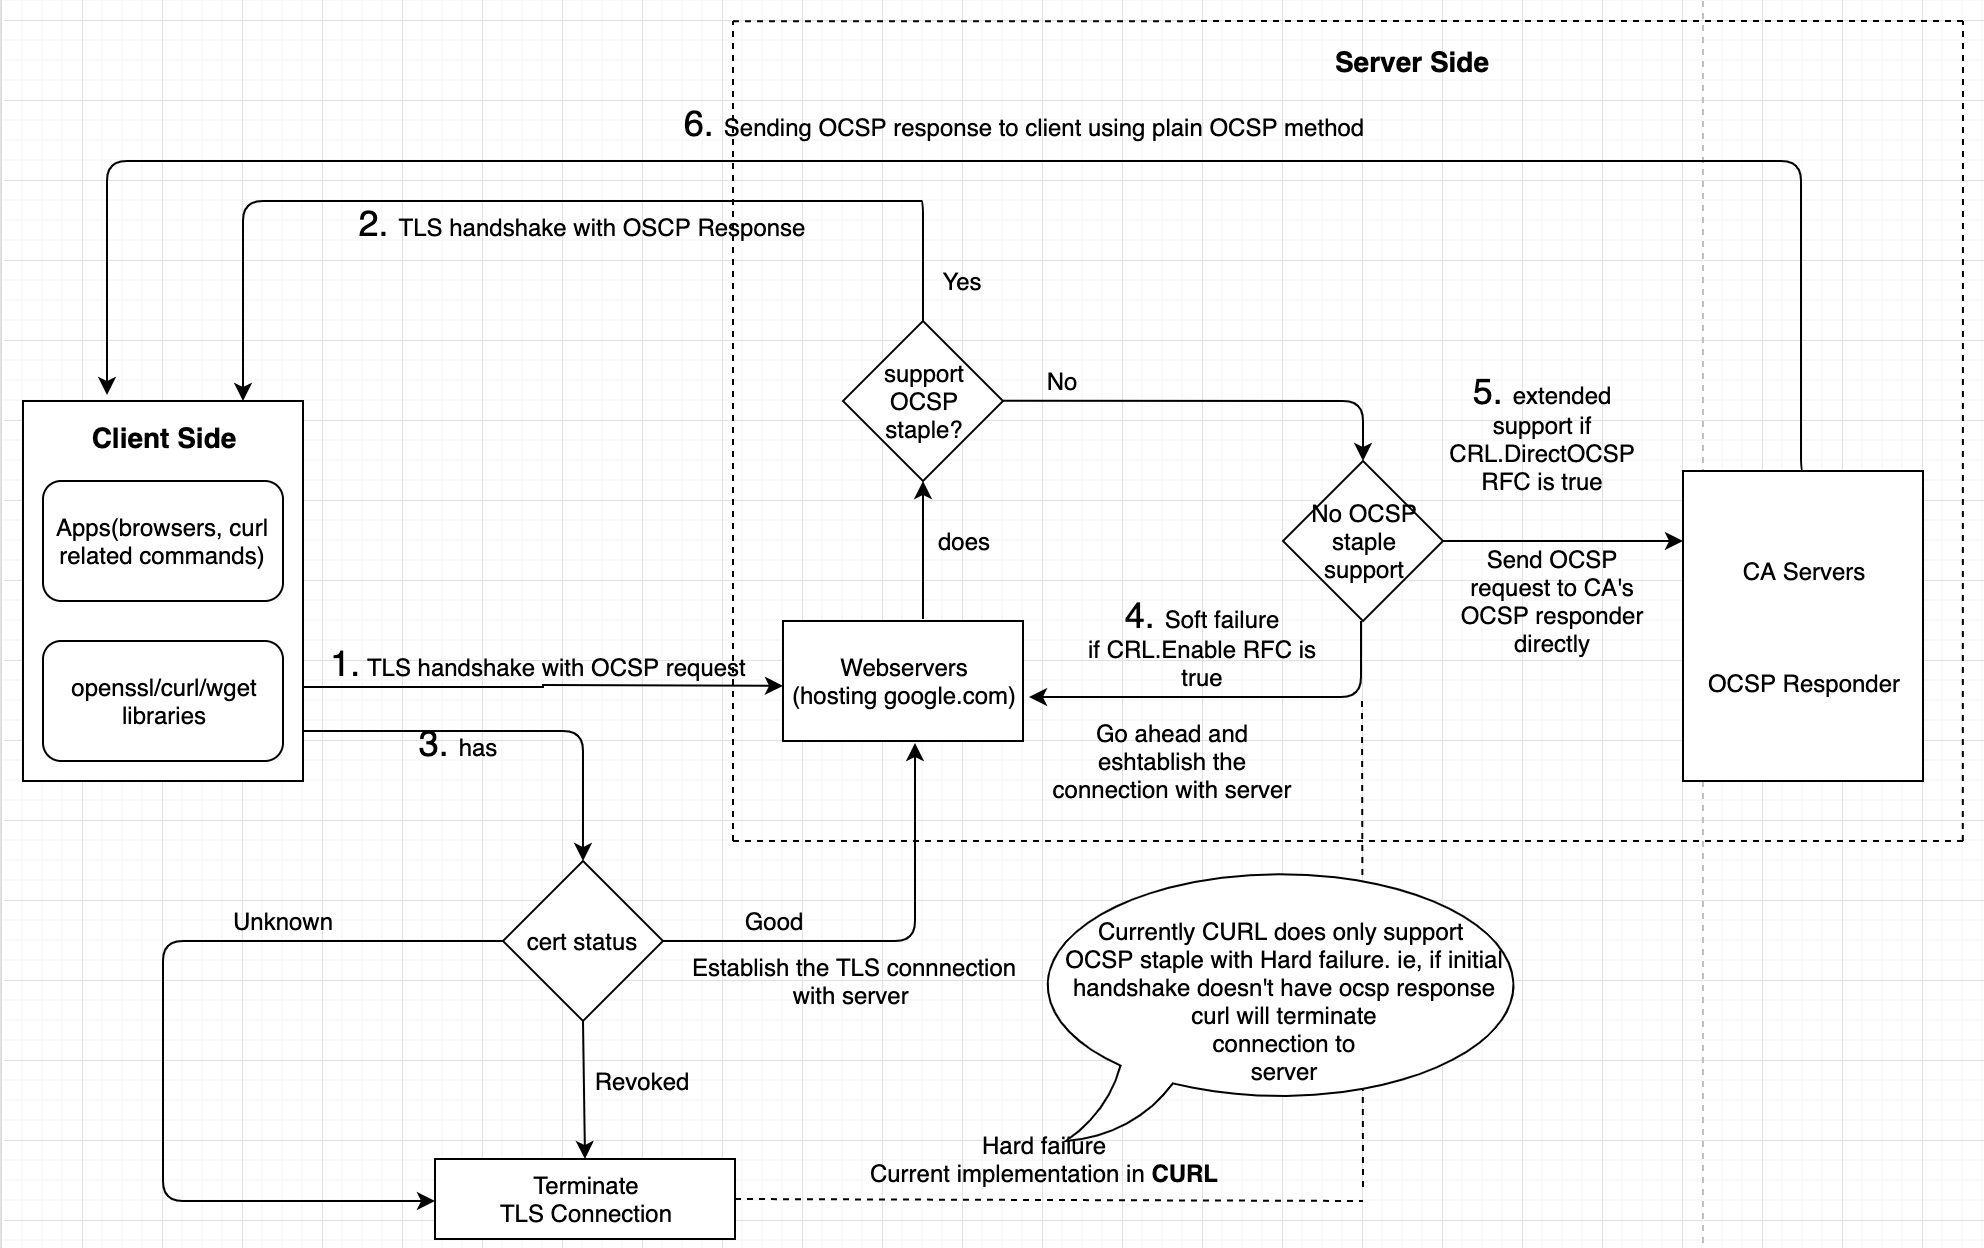 Server Side
6. Sending OCSP response to client using plain OCSP method
2. TLS handshake with OSCP Response
Yes
support
OCSP
staple?
No
5. extended
support if
CRL.DirectOCSP
RFC is true
Client Side
Apps(browsers, curl
related commands)
does
No OCSP
staple
support
Send OCSP
request to CA's
OCSP responder
directly
CA Servers
OCSP Responder
4. Soft failure
if CRL.Enable RFC is
true
1. TLS handshake with OCSP request
Webservers
(hosting google.com)
openssl/curl/wget
libraries
3. has
Go ahead and
eshtablish the
connection with server
Unknown
cert status
Good
Establish the TLS connnection
with server
Currently CURL does only support
OCSP staple with Hard failure. ie, if initial
handshake doesn't have ocsp response
curl will terminate
connection to
server
Revoked
Hard failure
Current implementation in CURL
Terminate
TLS Connection